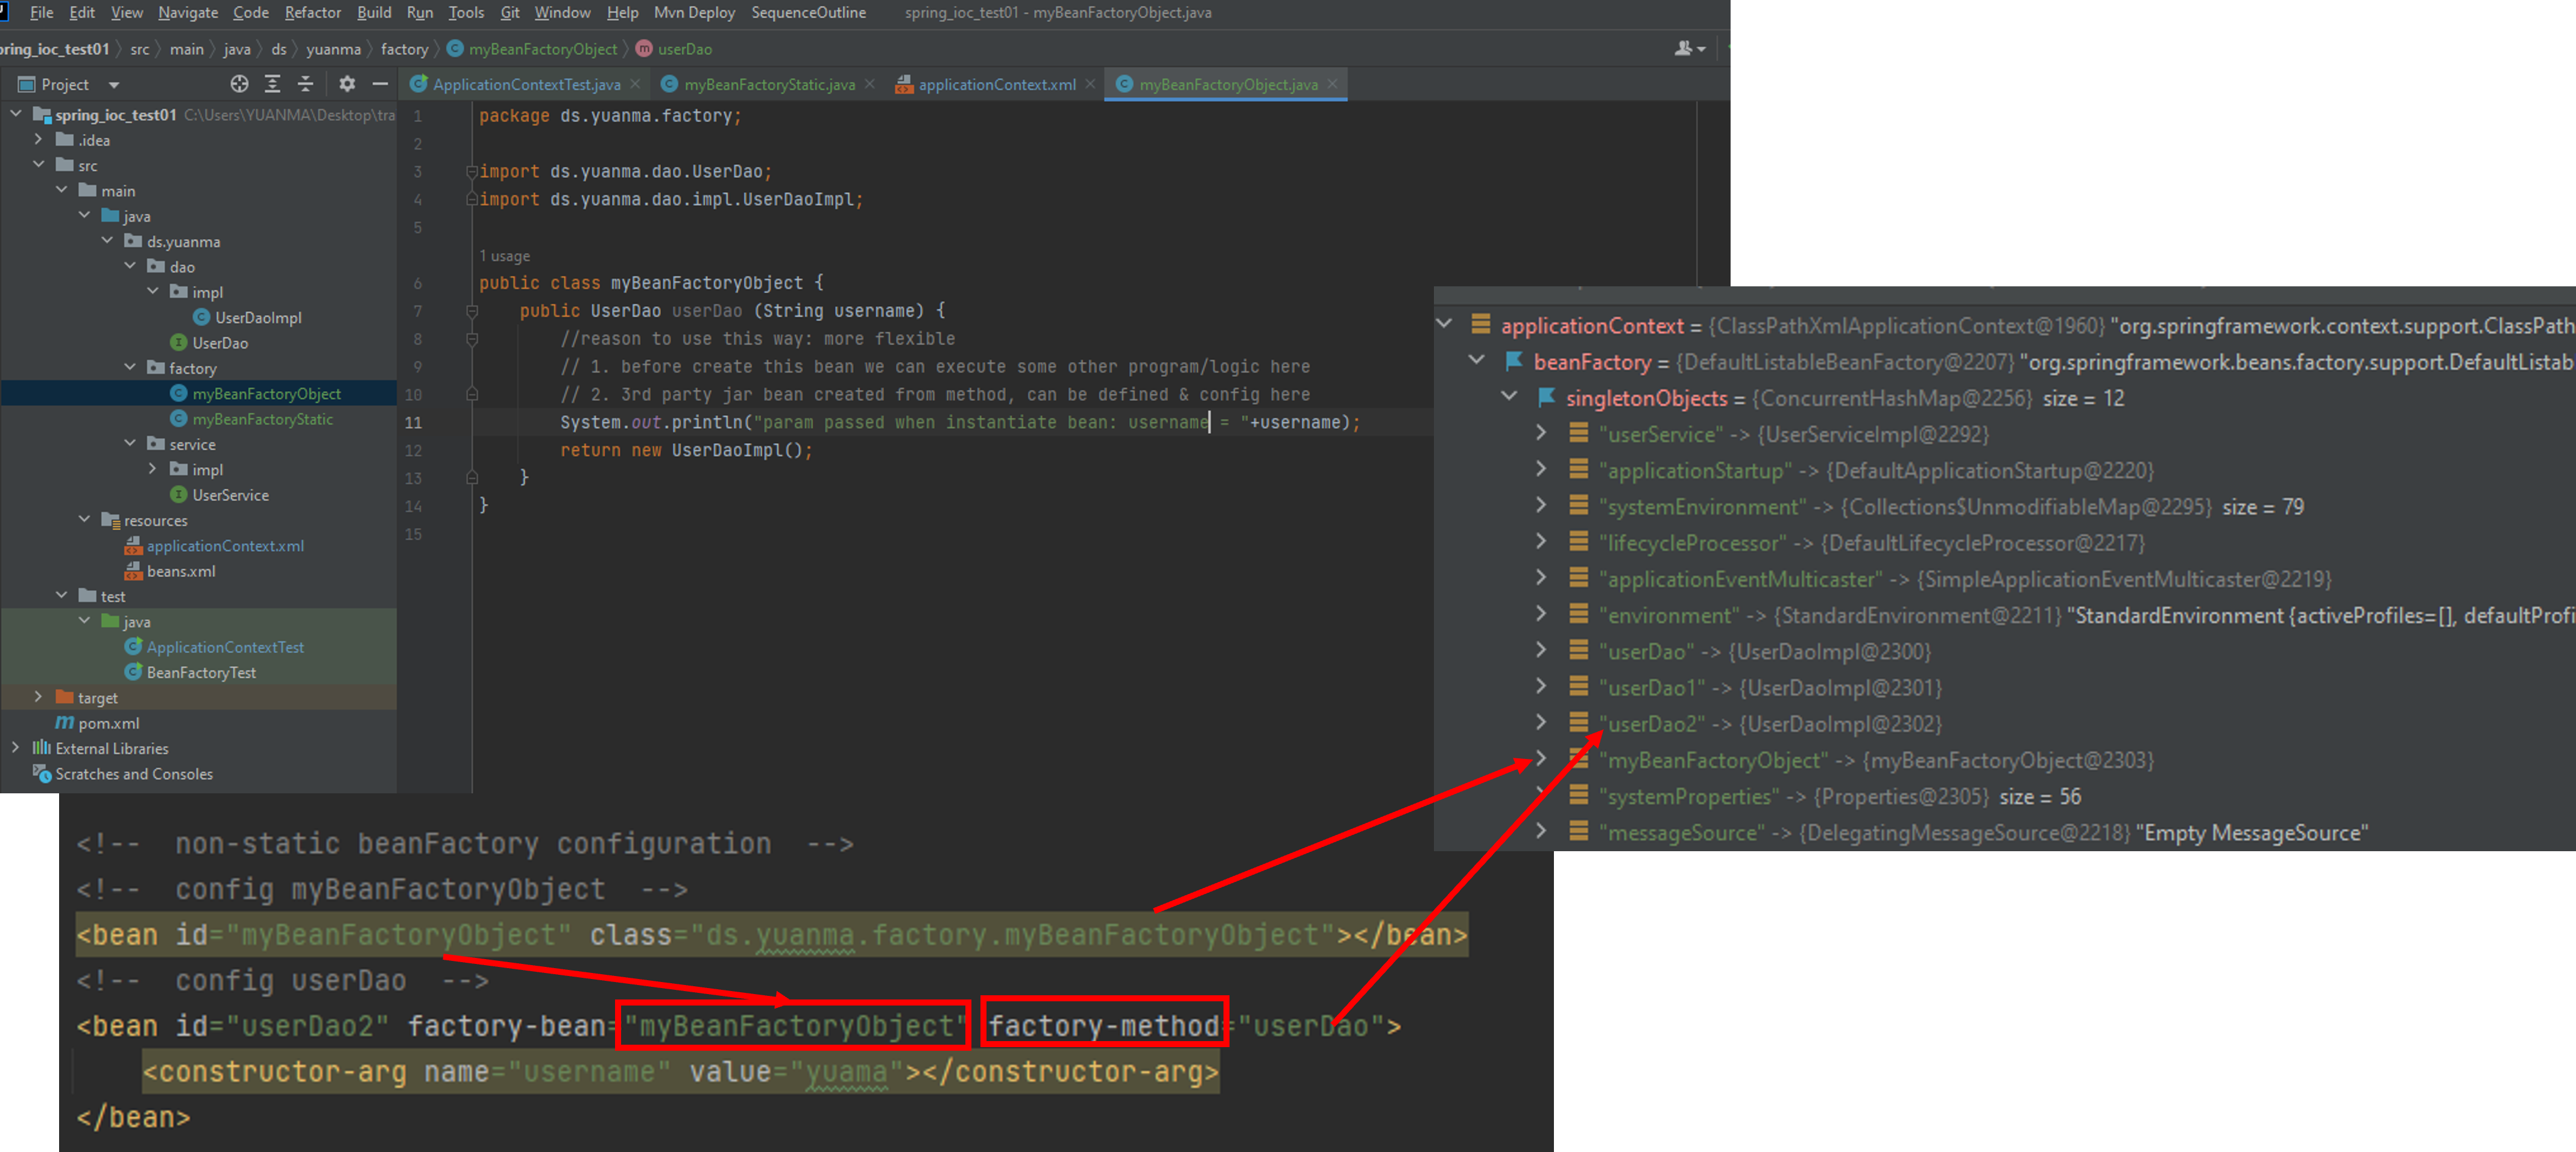 File Edit View Navigate Code Refactor Build Run Tools Git Window Help Mvn Deploy SequenceOutline spring_ioc_test01 - myBeanFactoryObject.java
pring_ioc_test01 src main java ds yuanma factory myBeanFactoryObject userDao
Project
ApplicationContextTest.java myBeanFactoryStatic.java applicationContext.xml myBeanFactoryObject.java
spring_ioc_test01 C:\Users\YUANMA\Desktop\tra
.idea
src
main
java
ds.yuanma
dao
impl
UserDaoImpl
UserDao
factory
myBeanFactoryObject
myBeanFactoryStatic
service
impl
UserService
resources
applicationContext.xml
beans.xml
test
java
ApplicationContextTest
BeanFactoryTest
target
pom.xml
External Libraries
Scratches and Consoles
1 package ds.yuanma.factory;
2
3 import ds.yuanma.dao.UserDao;
4 import ds.yuanma.dao.impl.UserDaoImpl;
5
1 usage
6 public class myBeanFactoryObject {
7 public UserDao userDao (String username) {
8 //reason to use this way: more flexible
9 // 1. before create this bean we can execute some other program/logic here
10 // 2. 3rd party jar bean created from method, can be defined & config here
11 System.out.println("param passed when instantiate bean: username = "+username);
12 return new UserDaoImpl();
13 }
14 }
15
applicationContext = {ClassPathXmlApplicationContext@1960} "org.springframework.context.support.ClassPath
beanFactory = {DefaultListableBeanFactory@2207} "org.springframework.beans.factory.support.DefaultListab
singletonObjects = {ConcurrentHashMap@2256} size = 12
"userService" -> {UserServiceImpl@2292}
"applicationStartup" -> {DefaultApplicationStartup@2220}
"systemEnvironment" -> {Collections$UnmodifiableMap@2295} size = 79
"lifecycleProcessor" -> {DefaultLifecycleProcessor@2217}
"applicationEventMulticaster" -> {SimpleApplicationEventMulticaster@2219}
"environment" -> {StandardEnvironment@2211} "StandardEnvironment {activeProfiles=[], defaultProfi
"userDao" -> {UserDaoImpl@2300}
"userDao1" -> {UserDaoImpl@2301}
"userDao2" -> {UserDaoImpl@2302}
"myBeanFactoryObject" -> {myBeanFactoryObject@2303}
"systemProperties" -> {Properties@2305} size = 56
"messageSource" -> {DelegatingMessageSource@2218} "Empty MessageSource"
<!-- non-static beanFactory configuration -->
<!-- config myBeanFactoryObject -->
<bean id="myBeanFactoryObject" class="ds.yuanma.factory.myBeanFactoryObject"></bean>
<!-- config userDao -->
<bean id="userDao2" factory-bean="myBeanFactoryObject" factory-method="userDao">
<constructor-arg name="username" value="yuama"></constructor-arg>
</bean>